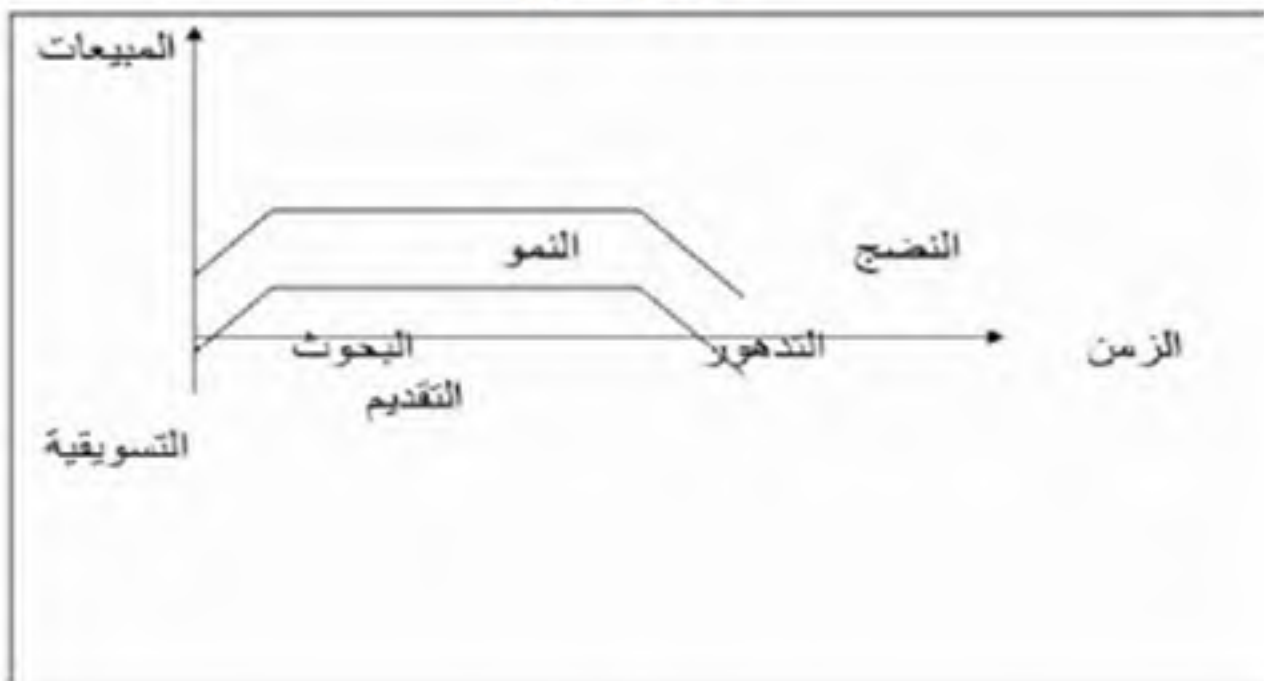 المبيعات
النمو
النضج
البحوث
التدهور
الزمن
التقديم
التسويقية